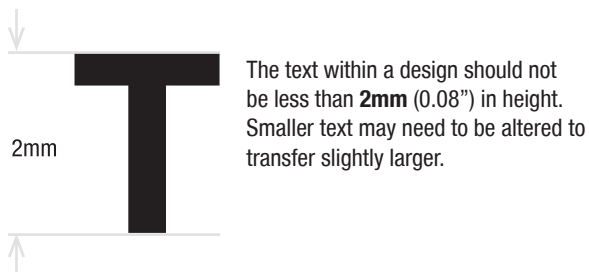 T
2mm
The text within a design should not
be less than 2mm (0.08”) in height.
Smaller text may need to be altered to
transfer slightly larger.